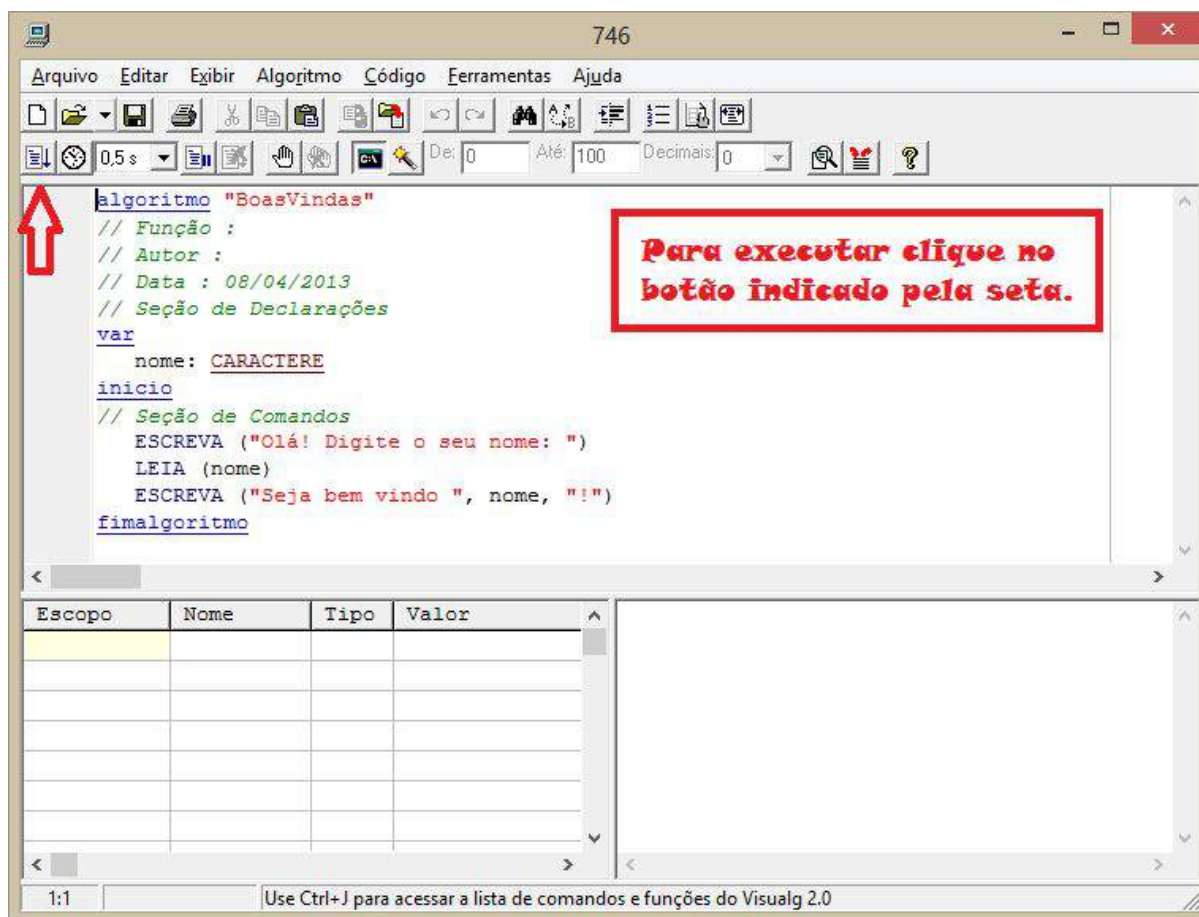 746
Arquivo Editar Exibir Algoritmo Código Ferramentas Ajuda
0,5 s De: 0 Até: 100 Decimais: 0
algoritmo "BoasVindas"
// Função :
// Autor :
// Data : 08/04/2013
// Seção de Declarações
var
nome: CARACTERE
inicio
// Seção de Comandos
ESCREVA ("Olá! Digite o seu nome: ")
LEIA (nome)
ESCREVA ("Seja bem vindo ", nome, "!")
fimalgoritmo
Para executar clique no
botão indicado pela seta.
Escopo Nome Tipo Valor
1:1 Use Ctrl+J para acessar a lista de comandos e funções do Visualg 2.0